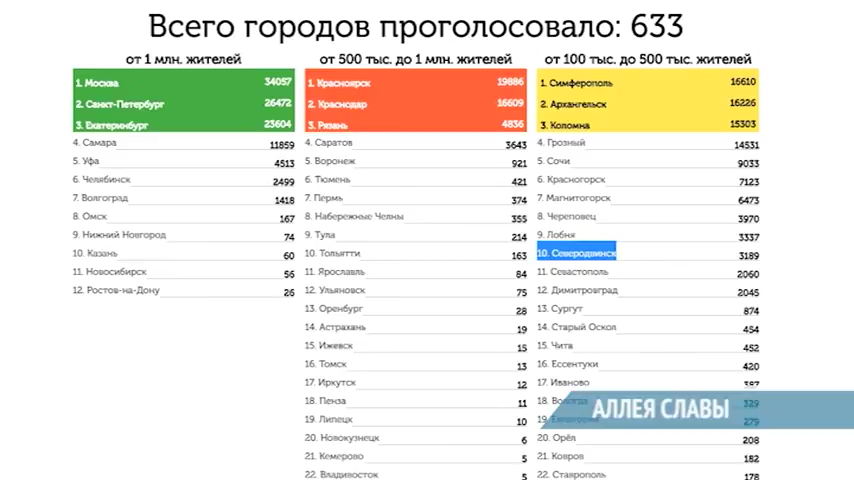 Всего городов проголосовало: 633
от 1 млн. жителей
1. Москва 34057
2. Санкт-Петербург 26472
3. Екатеринбург 23604
4. Самара 11859
5. Уфа 4513
6. Челябинск 2499
7. Волгоград 1418
8. Омск 167
9. Нижний Новгород 74
10. Казань 60
11. Новосибирск 56
12. Ростов-на-Дону 26
от 500 тыс. до 1 млн. жителей
1. Красноярск 19886
2. Краснодар 16609
3. Рязань 4836
4. Саратов 3643
5. Воронеж 921
6. Тюмень 421
7. Пермь 374
8. Набережные Челны 355
9. Тула 214
10. Тольятти 163
11. Ярославль 84
12. Ульяновск 75
13. Оренбург 28
14. Астрахань 19
15. Ижевск 15
16. Томск 13
17. Иркутск 12
18. Пенза 11
19. Липецк 10
20. Новокузнецк 6
21. Кемерово 5
22. Владивосток 5
от 100 тыс. до 500 тыс. жителей
1. Симферополь 16610
2. Архангельск 16226
3. Коломна 15303
4. Грозный 14531
5. Сочи 9033
6. Красногорск 7123
7. Магнитогорск 6473
8. Череповец 3970
9. Лобня 3337
10. Северодвинск 3189
11. Севастополь 2060
12. Димитровград 2045
13. Сургут 874
14. Старый Оскол 454
15. Чита 452
16. Ессентуки 420
17. Иваново 387
18. Вологда 329
19. 279
20. Орёл 208
21. Ковров 182
22. Ставрополь 178
АЛЛЕЯ СЛАВЫ